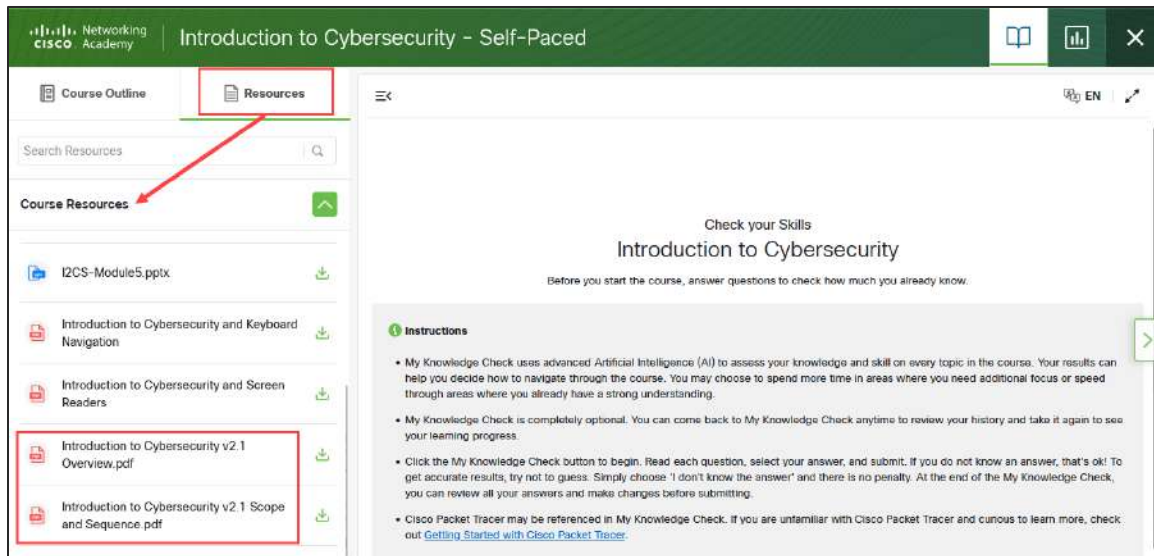 Networking
CISCO Academy
Introduction to Cybersecurity - Self-Paced
Course Outline
Resources
EN
Search Resources
Course Resources
I2CS-Module5.pptx
Introduction to Cybersecurity and Keyboard
Navigation
Introduction to Cybersecurity and Screen
Readers
Introduction to Cybersecurity v2.1
Overview.pdf
Introduction to Cybersecurity v2.1 Scope
and Sequence.pdf
Check your Skills
Introduction to Cybersecurity
Before you start the course, answer questions to check how much you already know.
Instructions
• My Knowledge Check uses advanced Artificial Intelligence (AI) to assess your knowledge and skill on every topic in the course. Your results can
help you decide how to navigate through the course. You may choose to spend more time in areas where you need additional focus or speed
through areas where you already have a strong understanding.
• My Knowledge Check is completely optional. You can come back to My Knowledge Check anytime to review your history and take it again to see
your learning progress.
• Click the My Knowledge Check button to begin. Read each question, select your answer, and submit. If you do not know an answer, that's ok! To
get accurate results, try not to guess. Simply choose 'I don't know the answer' and there is no penalty. At the end of the My Knowledge Check,
you can review all your answers and make changes before submitting.
• Cisco Packet Tracer may be referenced in My Knowledge Check. If you are unfamiliar with Cisco Packet Tracer and curious to learn more, check
out Getting Started with Cisco Packet Tracer.